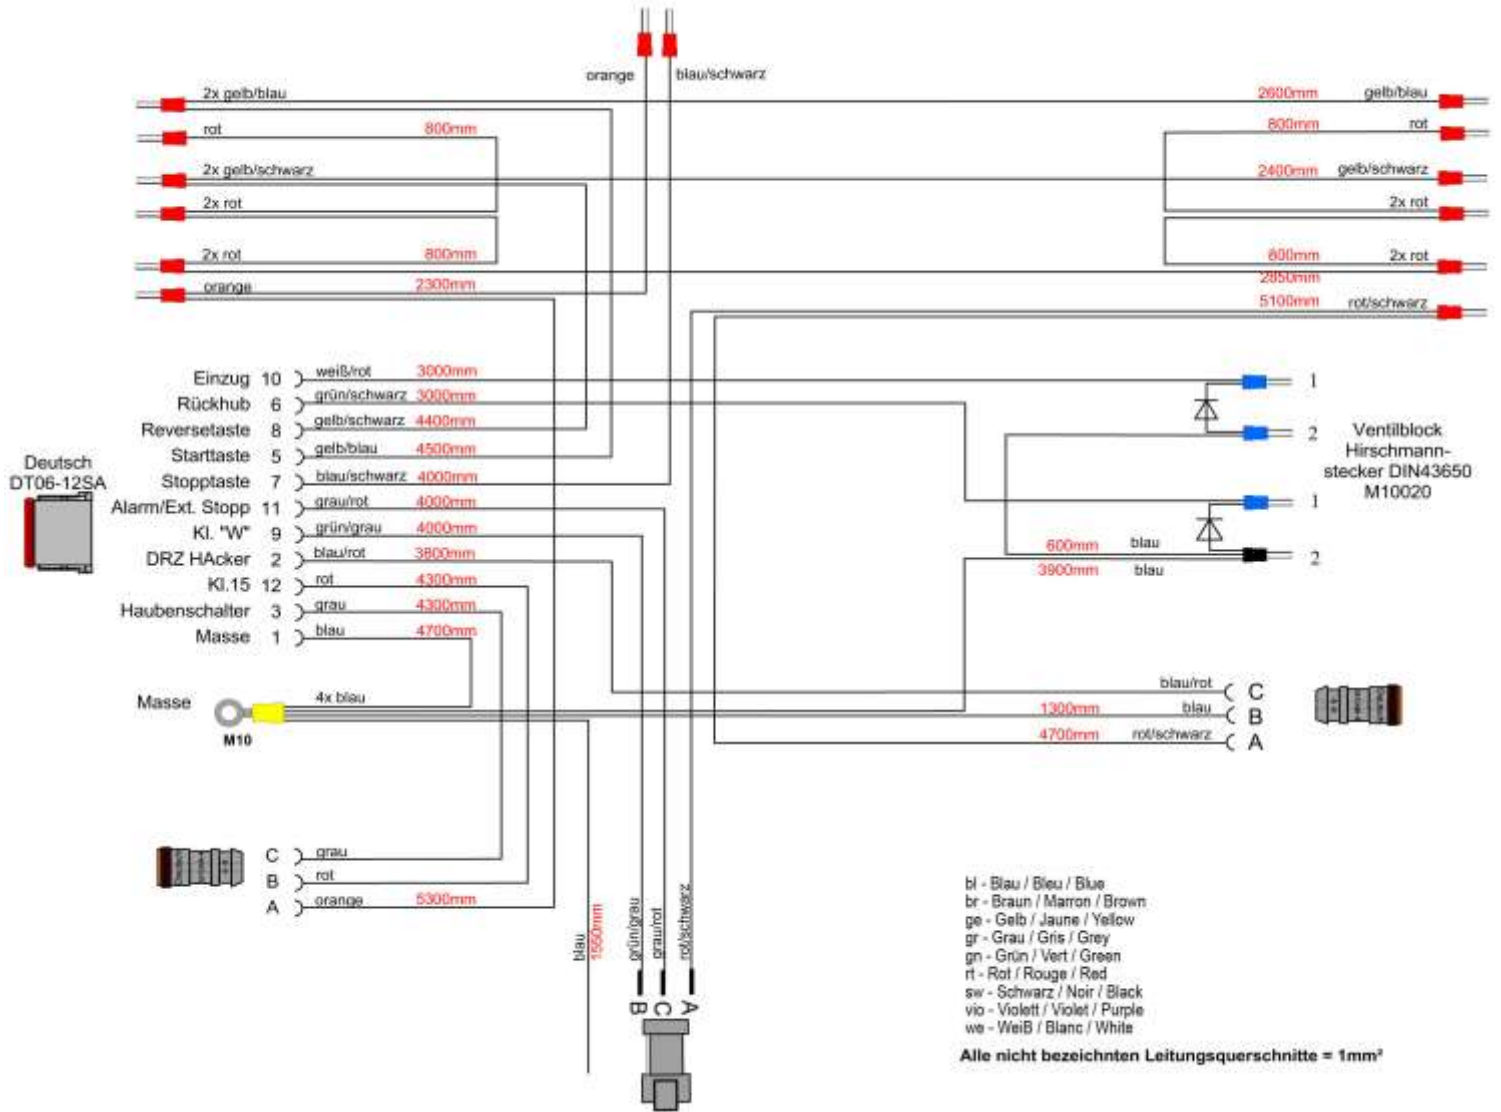 orange
blau/schwarz
2x gelb/blau
2600mm gelb/blau
rot 800mm
800mm rot
2x gelb/schwarz
2400mm gelb/schwarz
2x rot
2x rot
2x rot 800mm
800mm 2x rot
2850mm
orange 2300mm
5100mm rot/schwarz
Einzug 10 weiß/rot 3000mm
1
Rückhub 6 grün/schwarz 3000mm
Reversetaste 8 gelb/schwarz 4400mm
2
Starttaste 5 gelb/blau 4500mm
Stopptaste 7 blau/schwarz 4000mm
Alarm/Ext. Stopp 11 grau/rot 4000mm
Kl. "W" 9 grün/grau 4000mm
DRZ HAcker 2 blau/rot 3800mm
Kl.15 12 rot 4300mm
Haubenschalter 3 grau 4300mm
Masse 1 blau 4700mm
Deutsch
DT06-12SA
Ventilblock
Hirschmann-
stecker DIN43650
M10020
1
600mm blau
2
3900mm blau
Masse
4x blau
M10
blau/rot C
1300mm blau B
4700mm rot/schwarz A
C grau
B rot
A orange 5300mm
blau
1550mm
grün/grau
grau/rot
rot/schwarz
B
C
A
bl - Blau / Bleu / Blue
br - Braun / Marron / Brown
ge - Gelb / Jaune / Yellow
gr - Grau / Gris / Grey
gn - Grün / Vert / Green
rt - Rot / Rouge / Red
sw - Schwarz / Noir / Black
vio - Violett / Violet / Purple
we - Weiß / Blanc / White
Alle nicht bezeichnten Leitungsquerschnitte = 1mm²